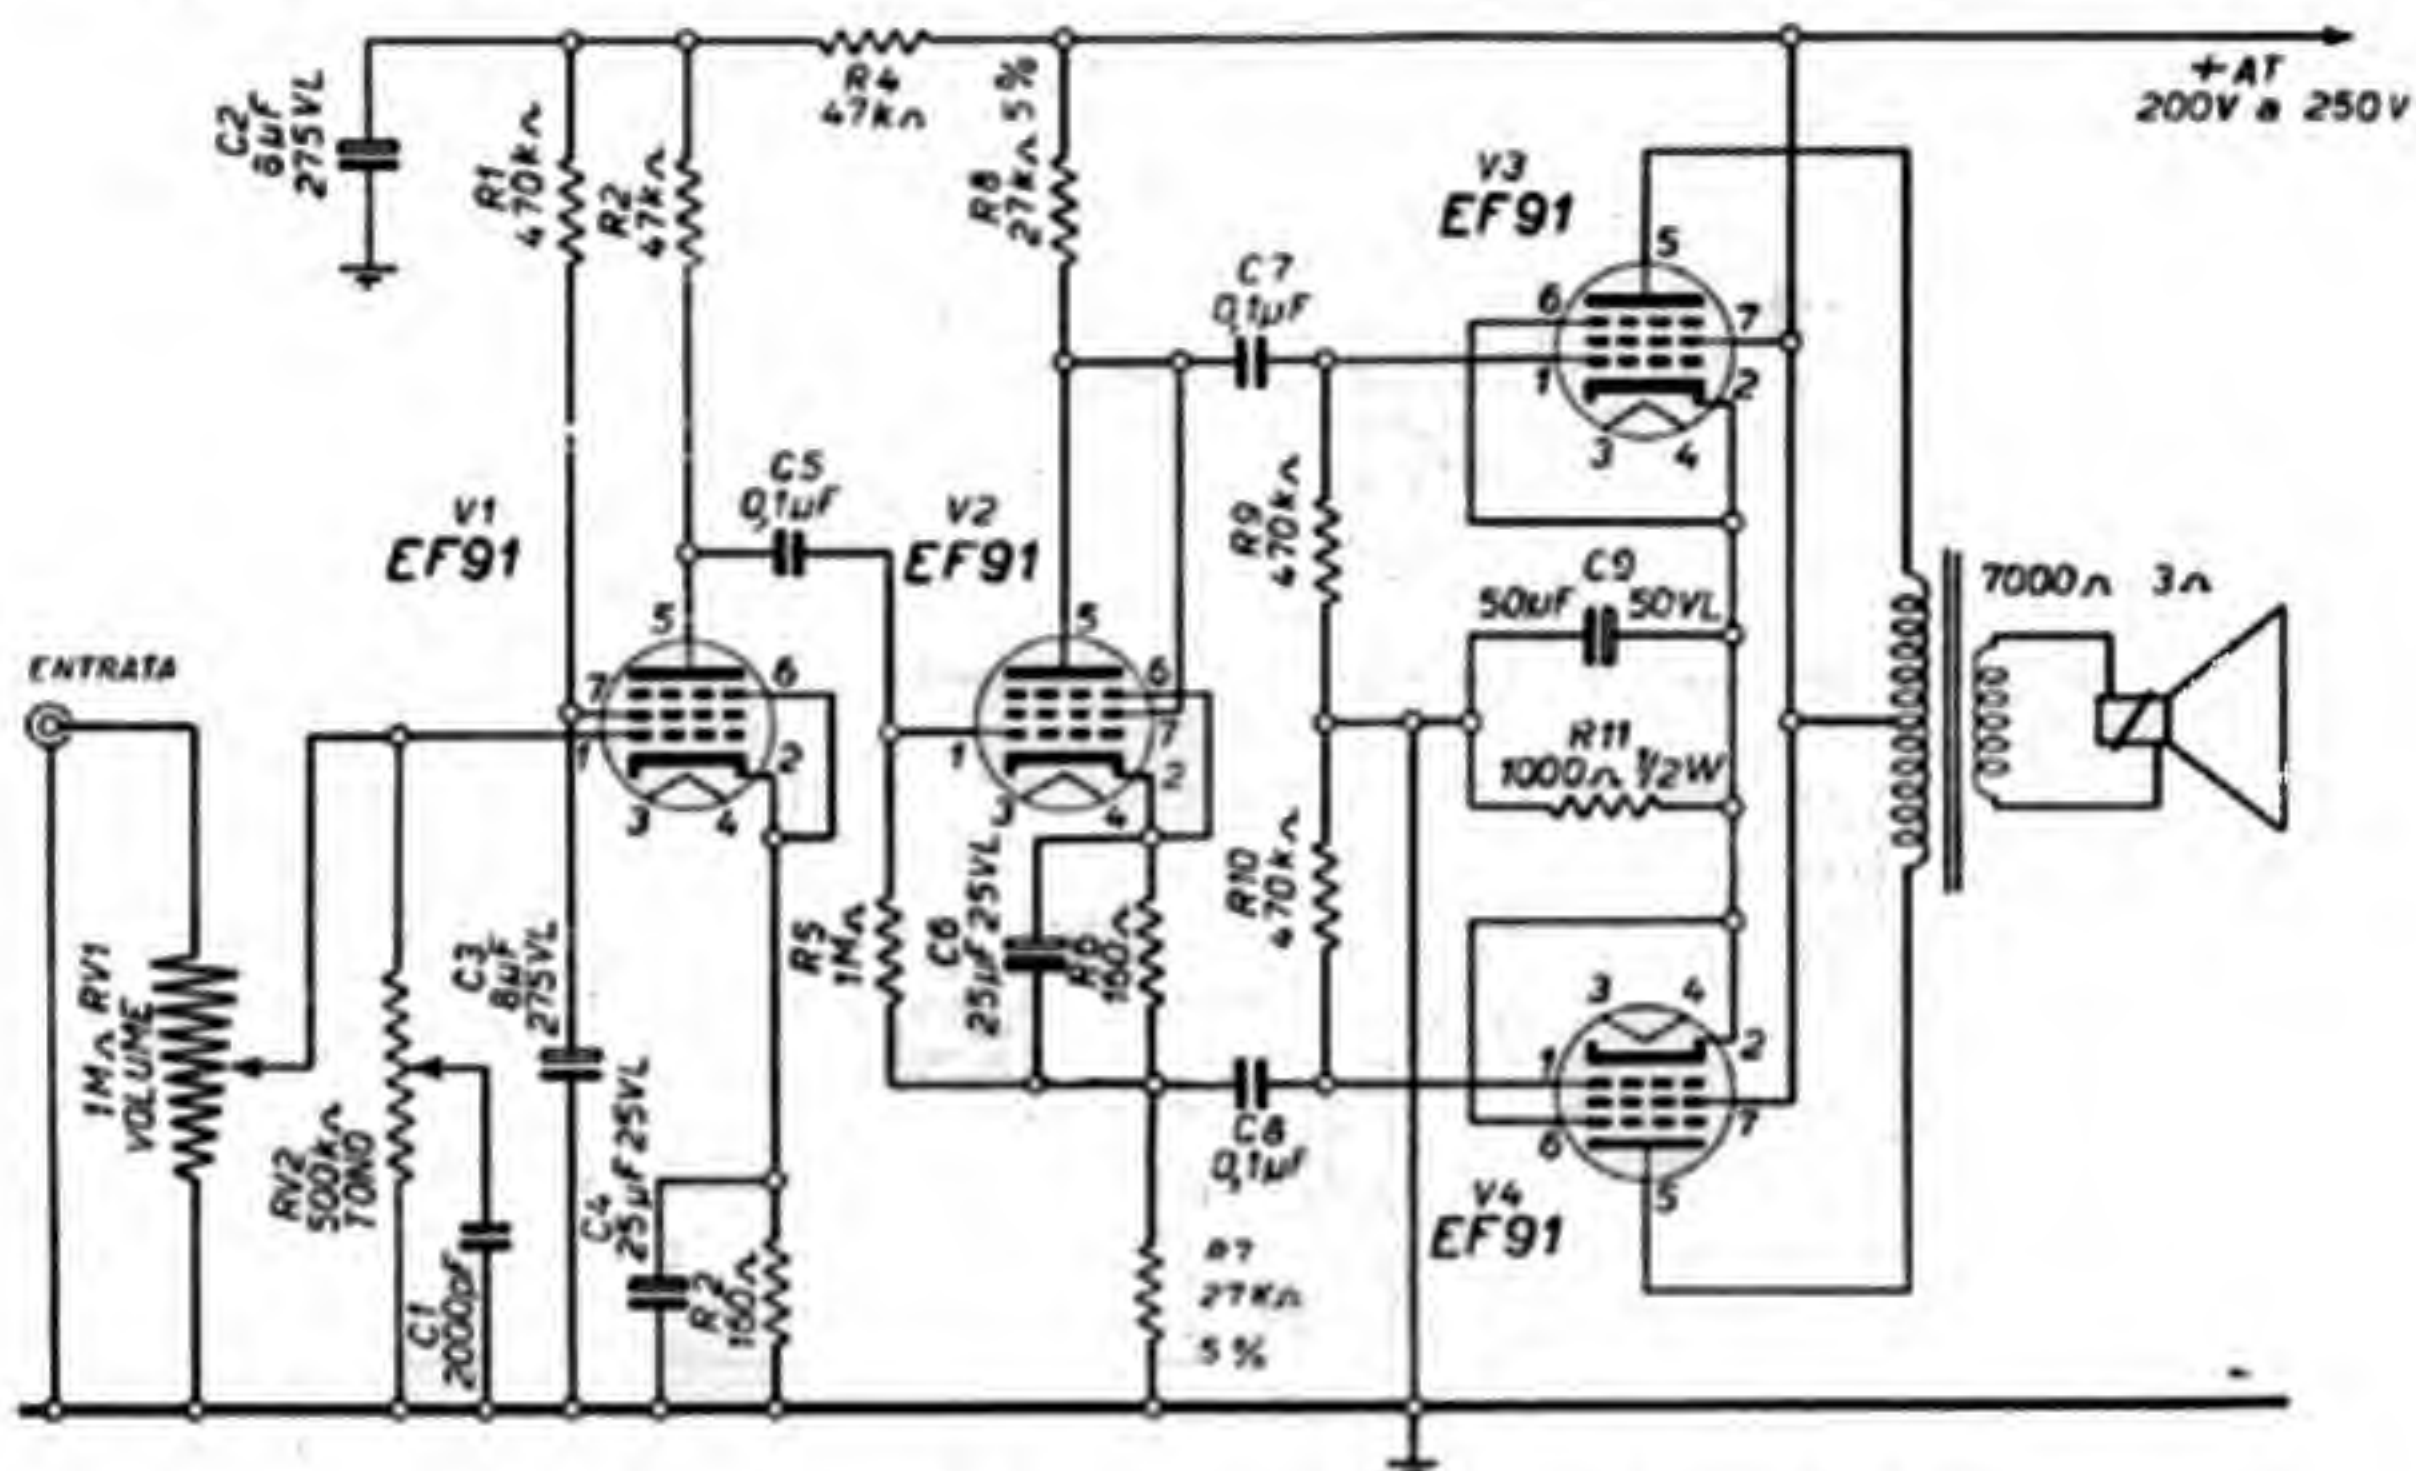 +AT
200V a 250V
C2
8µF
275VL
R1
470kΩ
R2
47kΩ
R4
47kΩ
R8
27kΩ 5%
V3
EF91
5
6
7
1
2
3
4
C7
0,1µF
V1
EF91
C5
0,1µF
V2
EF91
R9
470kΩ
C9
50µF
50VL
7000Ω
3Ω
ENTRATA
5
7
6
1
2
3
4
5
6
7
1
2
3
4
R11
1000Ω 1/2W
1MΩ RV1
VOLUME
RV2
500kΩ
TONO
C1
2000pF
C3
8µF
275VL
C4
25µF 25VL
R2
160Ω
R5
1MΩ
C6
25µF 25VL
R6
160Ω
R10
470kΩ
3
4
1
2
7
6
5
C8
0,1µF
V4
EF91
R7
27KΩ
5%
-